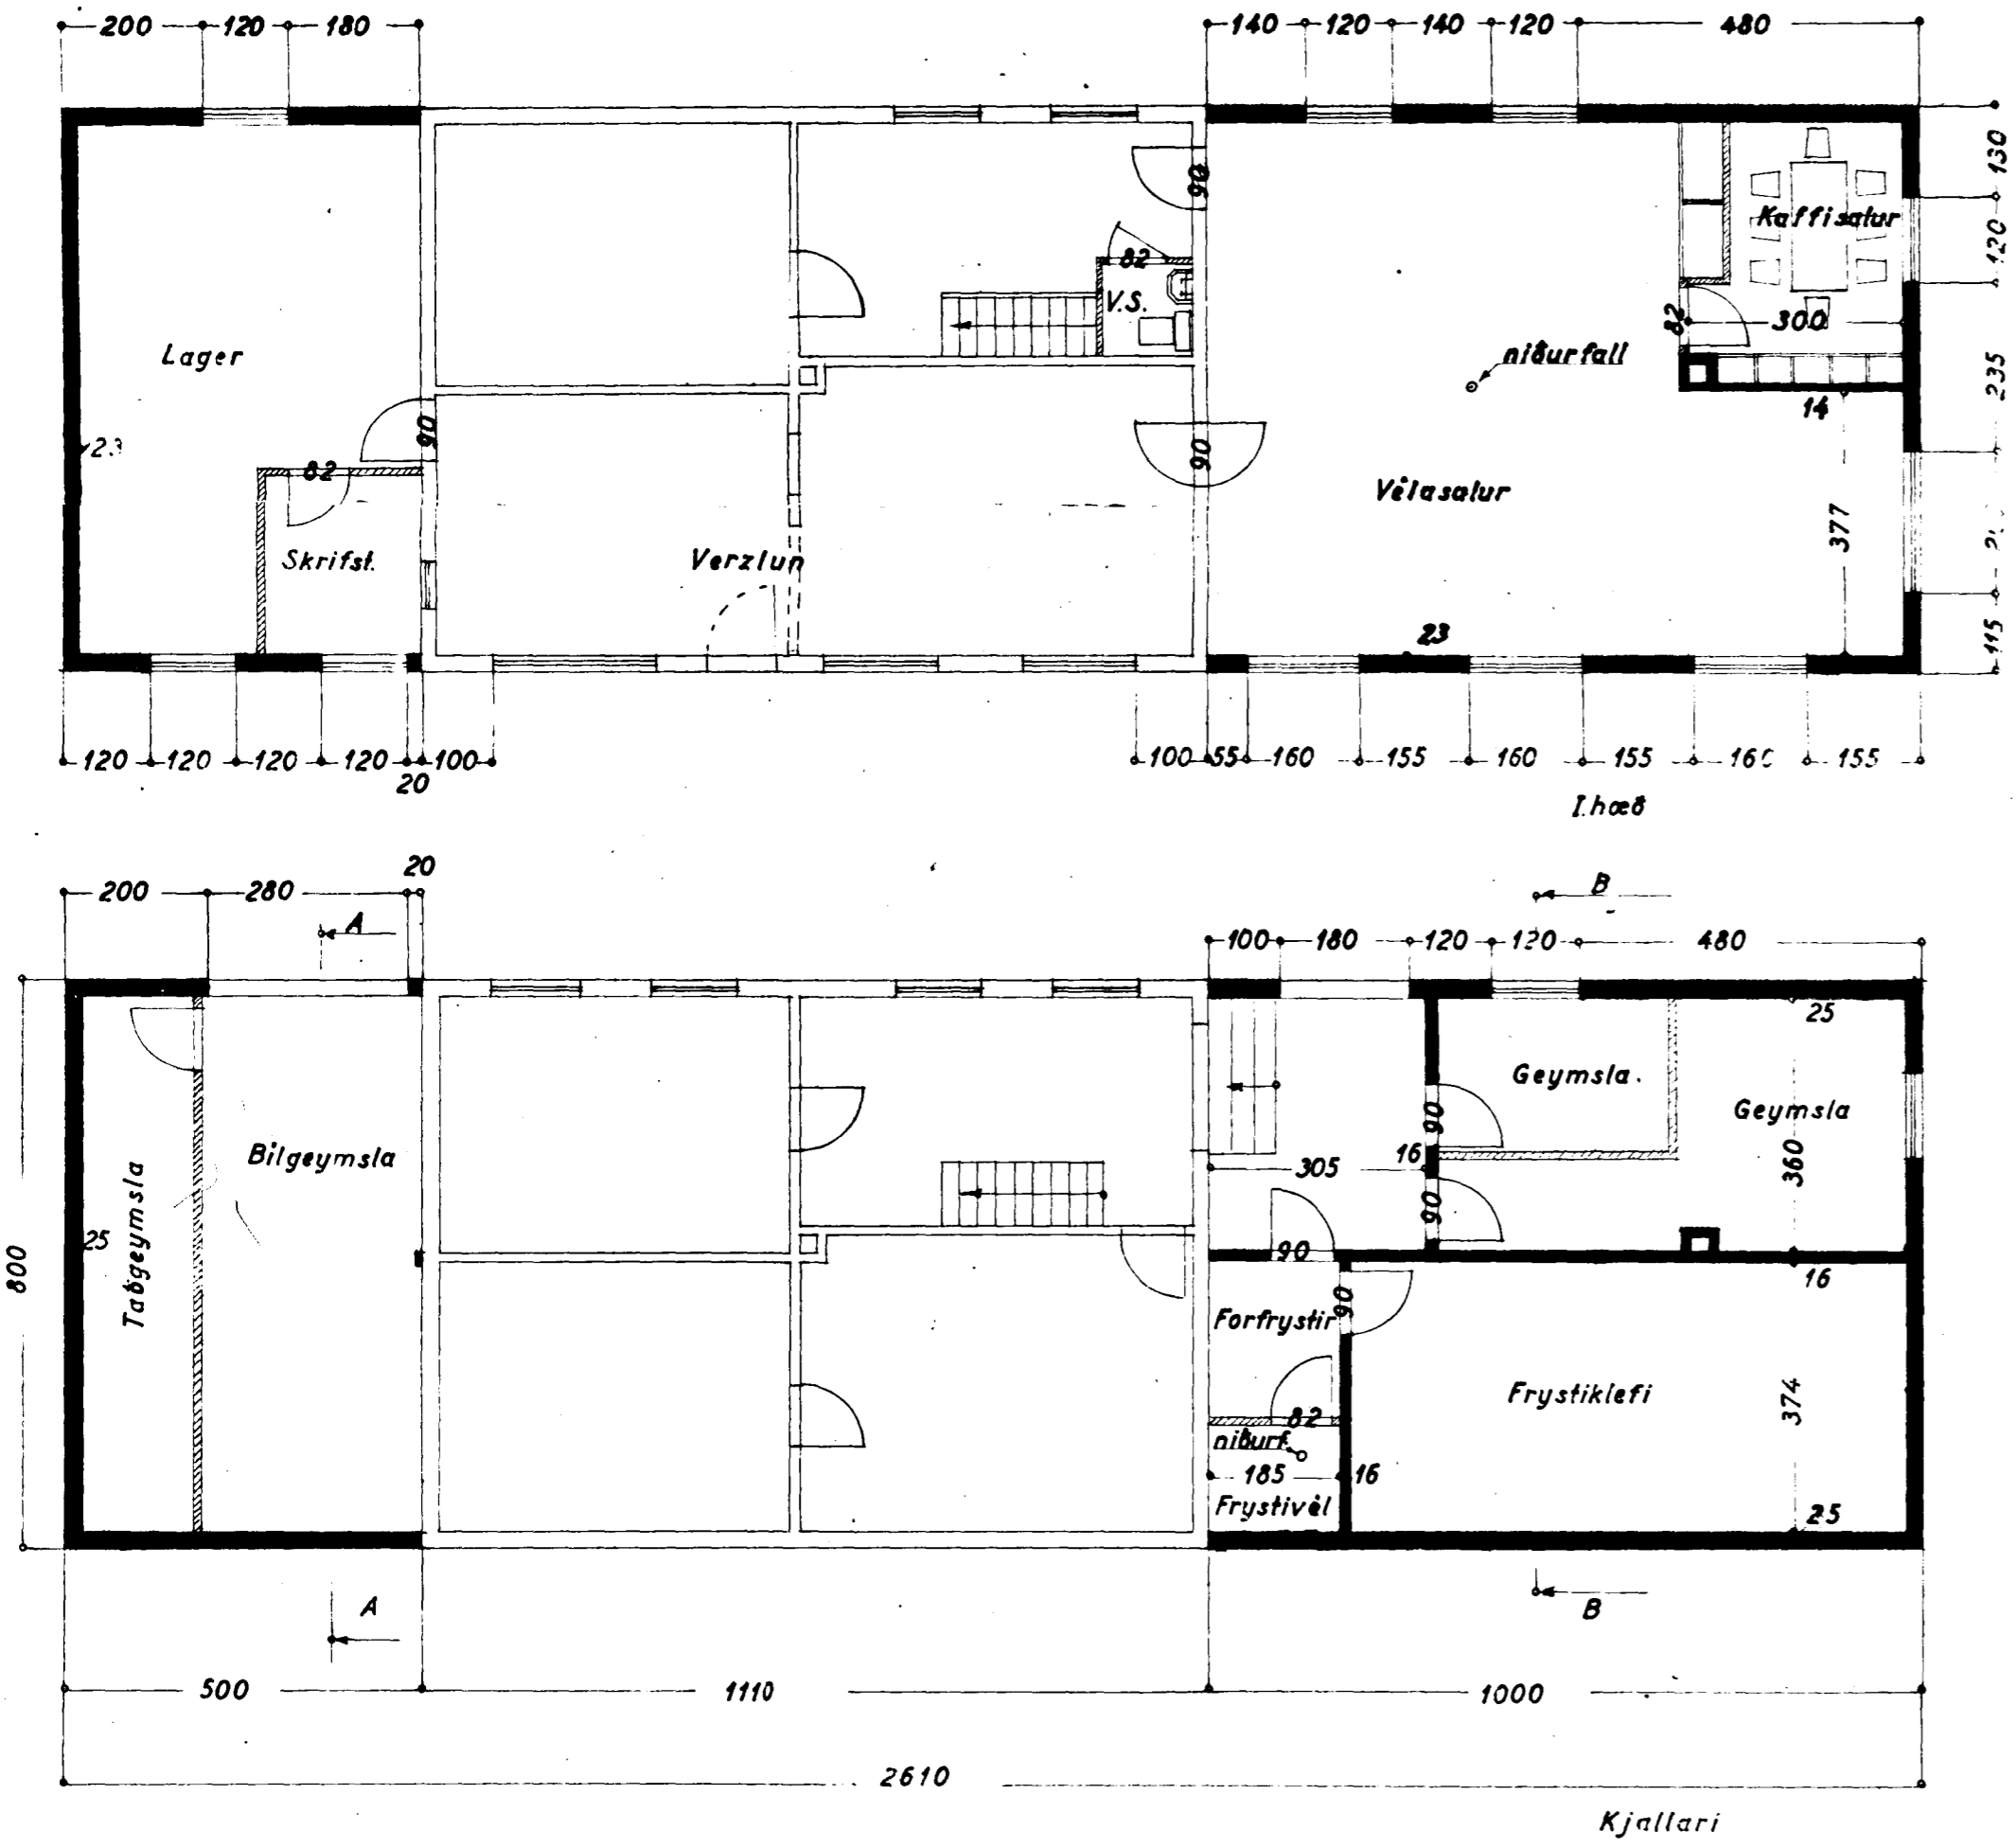 200 120 180 140 120 140 120 480
130
90
Kaffisalur
120
82
V.S.
82 300
Lager niðurfall 235
14
90 90
23
82
Vélasalur
377
Skrifst. Verzlun
23
115
120 120 120 120 100 100 55 160 155 160 155 160 155
20
I.hæð
20
200 280 B
A
100 180 120 120 480
25
Geymsla.
90 Geymsla
Bílgeymsla 16
305 360
Taðgeymsla
90
25
90
800
16
90
Forfrystir
Frystiklefi 374
82
niðurf.
185 16
Frystivél 25
A B
500 1110 1000
2610
Kjallari